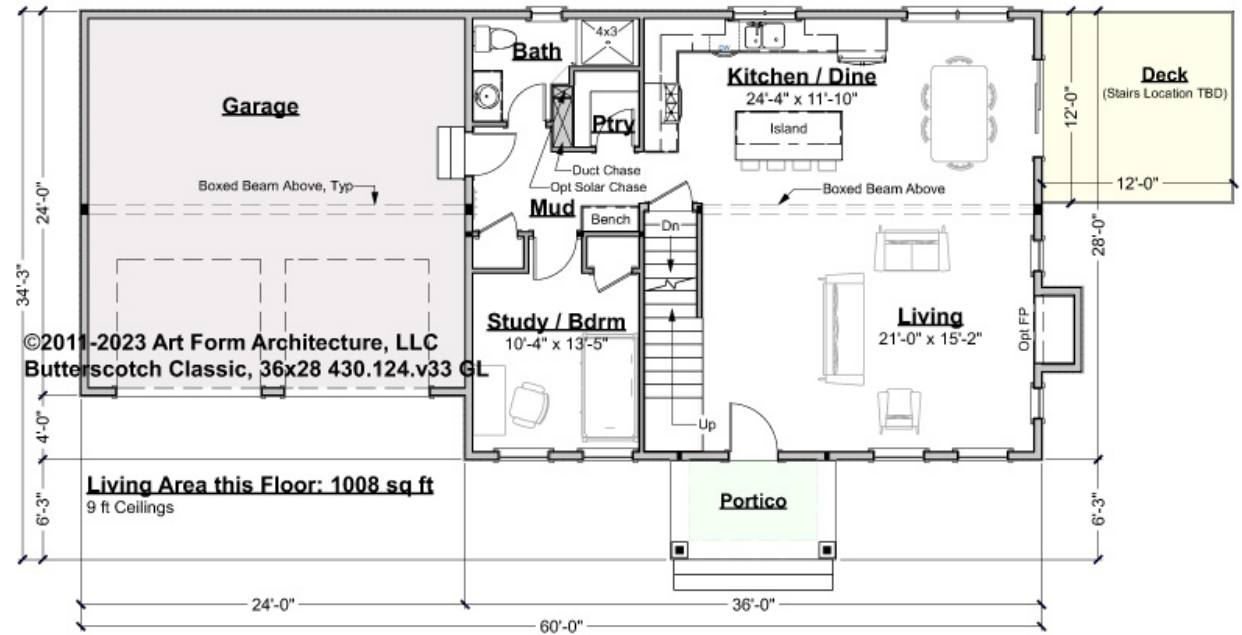 4x3
Bath
DW
Kitchen / Dine
24'-4" x 11'-10"
Deck
(Stairs Location TBD)
Garage
12'-0"
Ptry
Island
Duct Chase
Opt Solar Chase
Boxed Beam Above, Typ
Boxed Beam Above
12'-0"
24'-0"
Mud
Bench
Dn
28'-0"
34'-3"
Study / Bdrm
10'-4" x 13'-5"
Living
21'-0" x 15'-2"
Opt FP
©2011-2023 Art Form Architecture, LLC
Butterscotch Classic, 36x28 430.124.v33 GL
4'-0"
Up
Living Area this Floor: 1008 sq ft
9 ft Ceilings
Portico
6'-3"
6'-3"
24'-0"
36'-0"
60'-0"